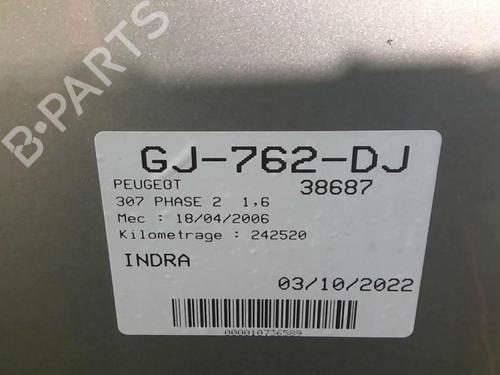 B-PARTS
GJ-762-DJ
PEUGEOT 38687
307 PHASE 2 1,6
Mec : 18/04/2006
Kilometrage : 242520
INDRA
03/10/2022
000010736589